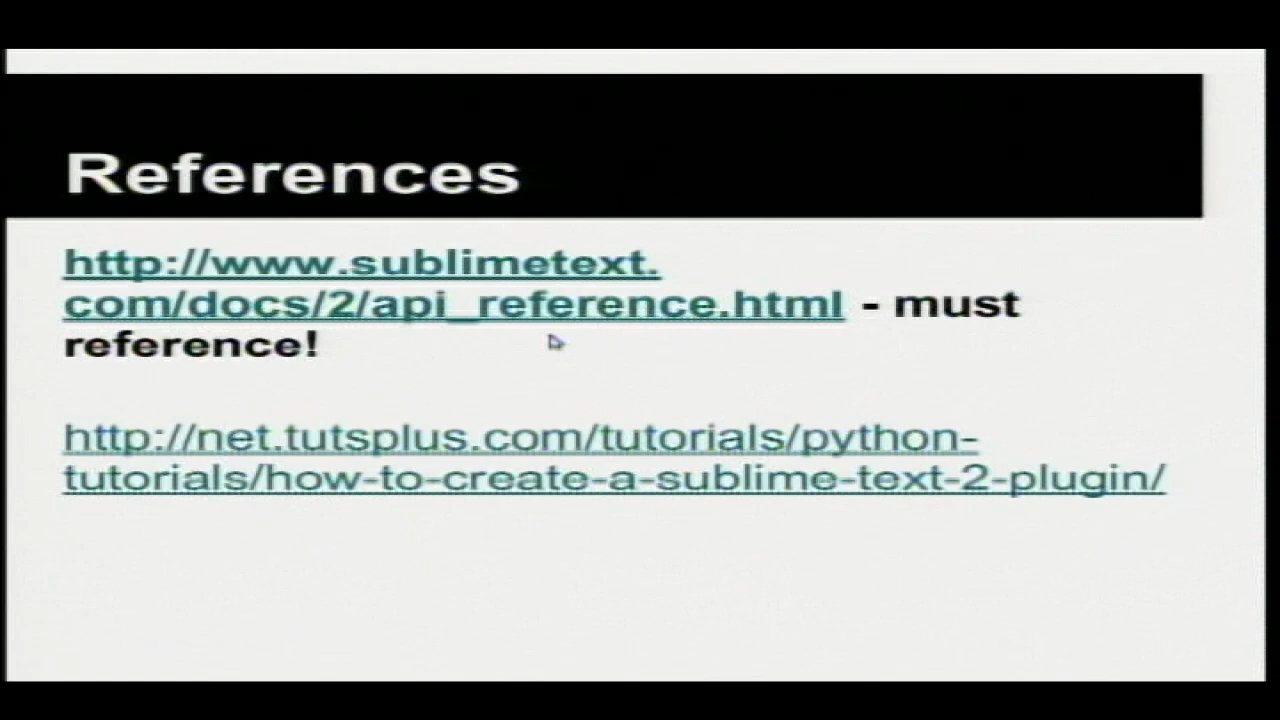 References
http://www.sublimetext.
com/docs/2/api_reference.html - must
reference!
http://net.tutsplus.com/tutorials/python-
tutorials/how-to-create-a-sublime-text-2-plugin/